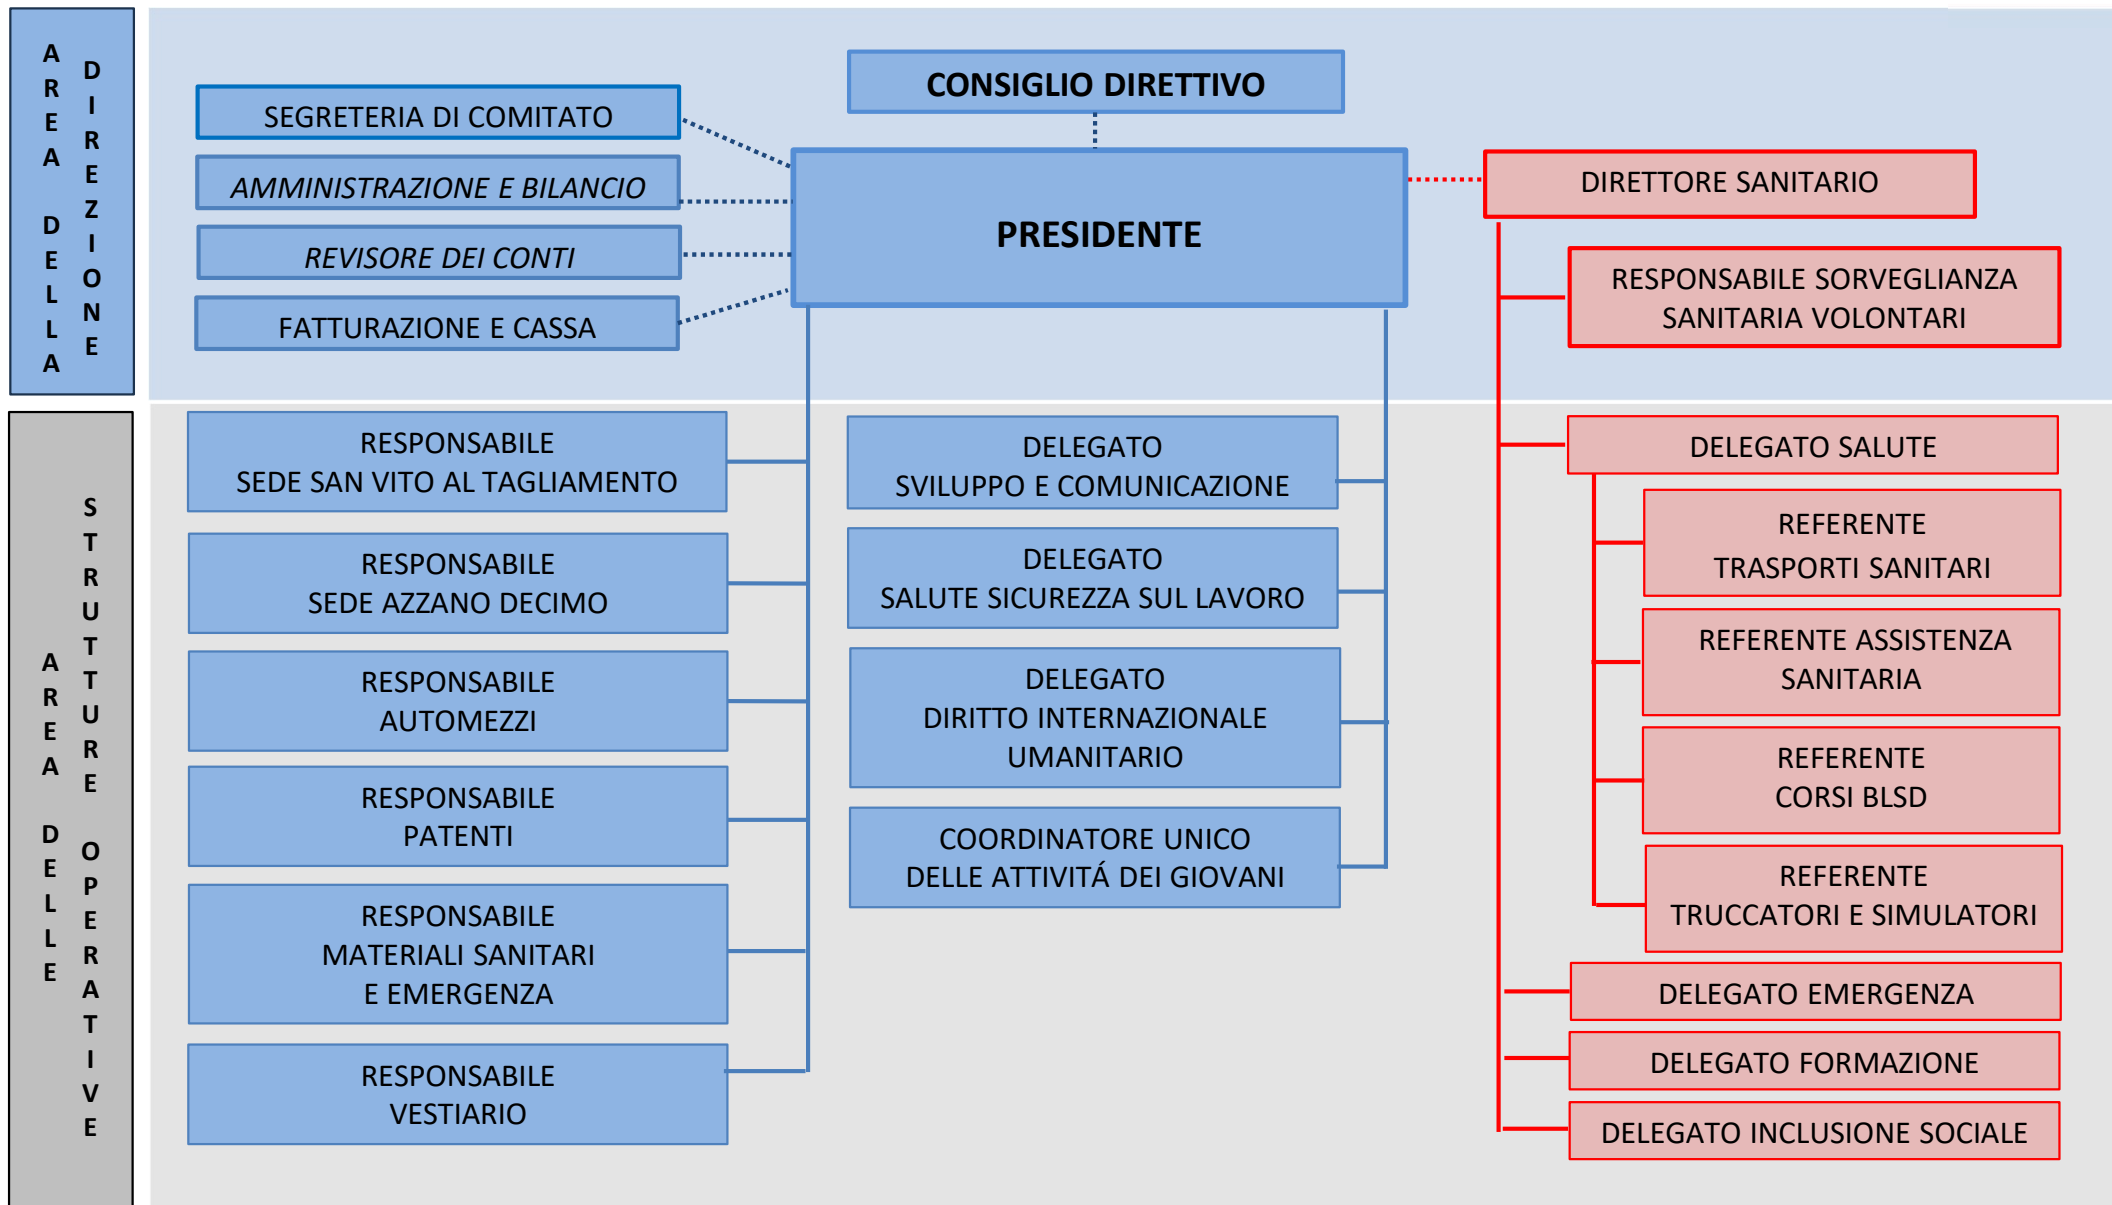 AREA DELLA
DIREZIONE
CONSIGLIO DIRETTIVO
SEGRETERIA DI COMITATO
AMMINISTRAZIONE E BILANCIO
REVISORE DEI CONTI
FATTURAZIONE E CASSA
PRESIDENTE
DIRETTORE SANITARIO
RESPONSABILE SORVEGLIANZA
SANITARIA VOLONTARI
AREA DELLE
STRUTTURE OPERATIVE
RESPONSABILE
SEDE SAN VITO AL TAGLIAMENTO
RESPONSABILE
SEDE AZZANO DECIMO
RESPONSABILE
AUTOMEZZI
RESPONSABILE
PATENTI
RESPONSABILE
MATERIALI SANITARI
E EMERGENZA
RESPONSABILE
VESTIARIO
DELEGATO
SVILUPPO E COMUNICAZIONE
DELEGATO
SALUTE SICUREZZA SUL LAVORO
DELEGATO
DIRITTO INTERNAZIONALE
UMANITARIO
COORDINATORE UNICO
DELLE ATTIVITÁ DEI GIOVANI
DELEGATO SALUTE
REFERENTE
TRASPORTI SANITARI
REFERENTE ASSISTENZA
SANITARIA
REFERENTE
CORSI BLSD
REFERENTE
TRUCCATORI E SIMULATORI
DELEGATO EMERGENZA
DELEGATO FORMAZIONE
DELEGATO INCLUSIONE SOCIALE